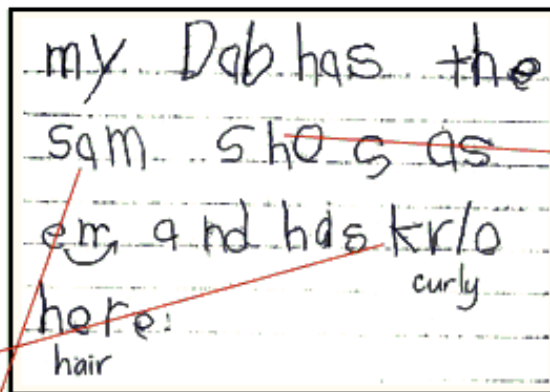 my Dab has the
sam shos as
em and has krlo
curly
here.
hair